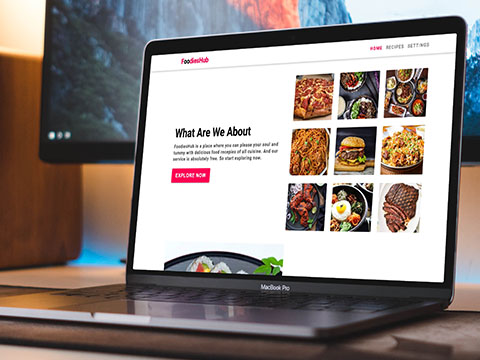 FoodiesHub
HOME RECIPES SETTINGS
What Are We About
FoodiesHub is a place where you can please your soul and
tummy with delicious food recepies of all cuisine. And our
service is absolutely free. So start exploring now.
EXPLORE NOW
MacBook Pro